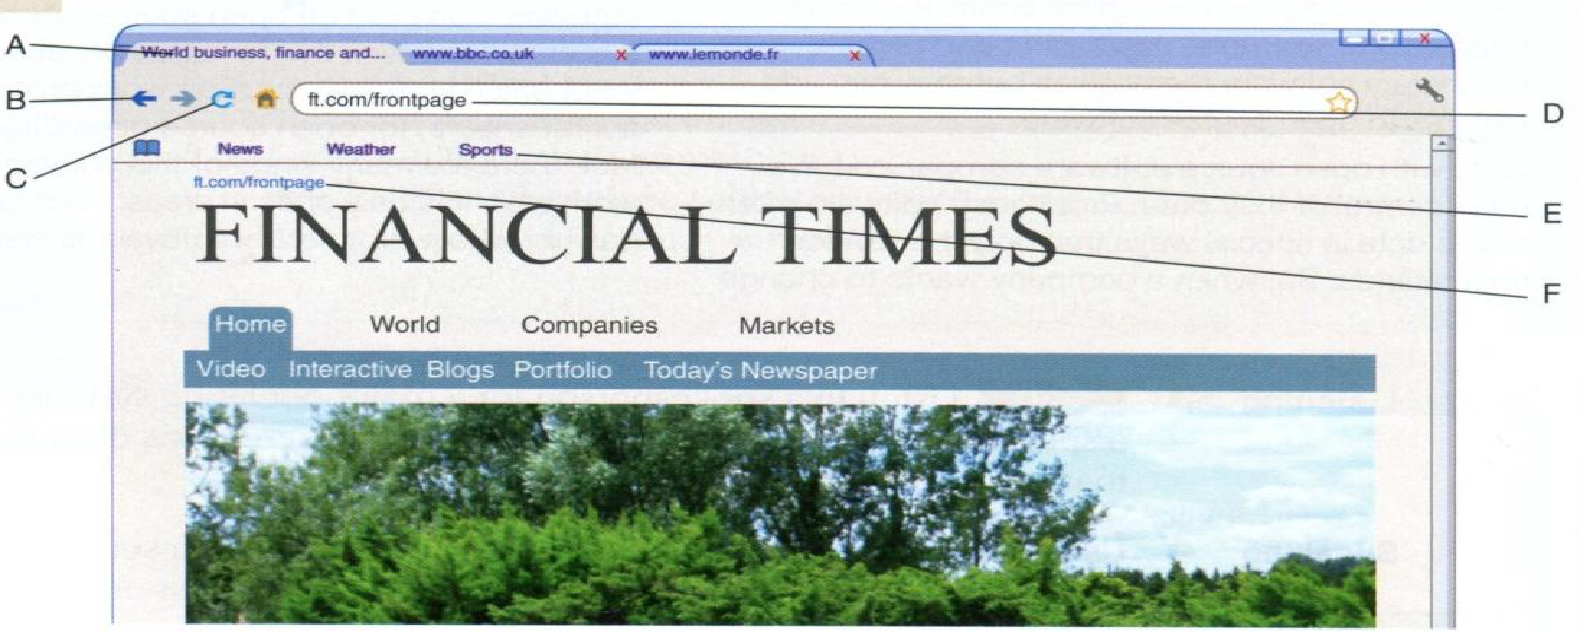 A
World business, finance and... www.bbc.co.uk x www.lemonde.fr x
B
ft.com/frontpage
D
News Weather Sports
C
ft.com/frontpage
E
FINANCIAL TIMES
F
Home World Companies Markets
Video Interactive Blogs Portfolio Today's Newspaper